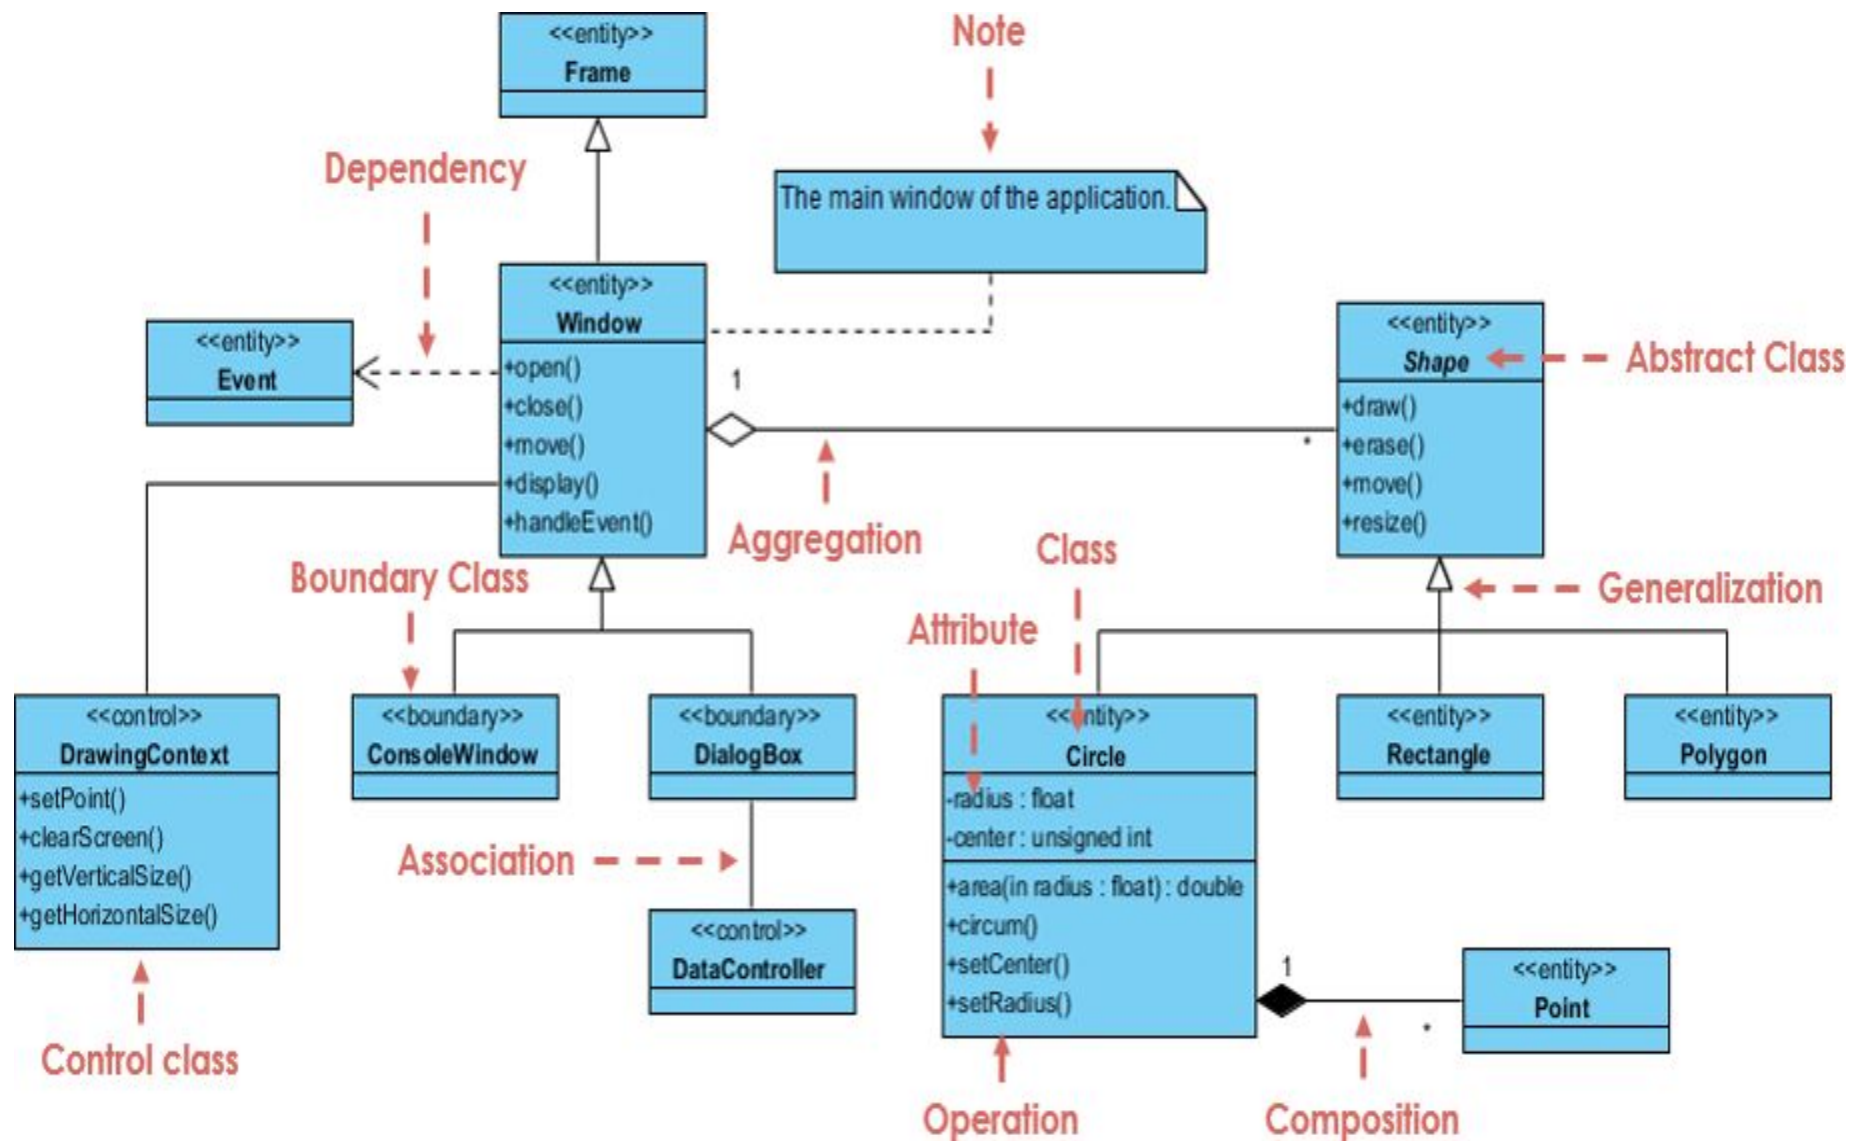 <<entity>>
Frame
Note
Dependency
The main window of the application.
<<entity>>
Window
+open()
+close()
+move()
+display()
+handleEvent()
<<entity>>
Event
1
*
<<entity>>
Shape
+draw()
+erase()
+move()
+resize()
Abstract Class
Aggregation
Class
Boundary Class
Generalization
Attribute
<<control>>
DrawingContext
+setPoint()
+clearScreen()
+getVerticalSize()
+getHorizontalSize()
<<boundary>>
ConsoleWindow
<<boundary>>
DialogBox
<<entity>>
Circle
-radius : float
-center : unsigned int
+area(in radius : float) : double
+circum()
+setCenter()
+setRadius()
<<entity>>
Rectangle
<<entity>>
Polygon
Association
<<control>>
DataController
1
*
<<entity>>
Point
Control class
Operation
Composition